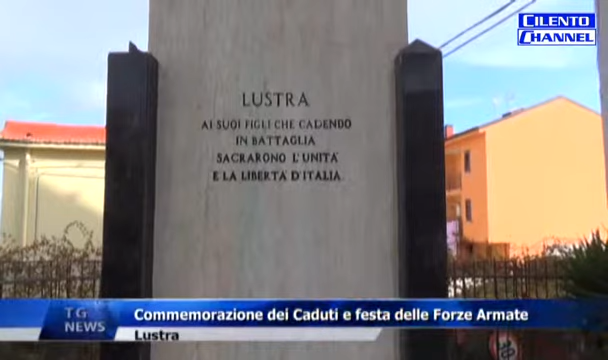 CILENTO
CHANNEL
LUSTRA
AI SUOI FIGLI CHE CADENDO
IN BATTAGLIA
SACRARONO L'UNITA'
E LA LIBERTA' D'ITALIA
TG
NEWS
Commemorazione dei Caduti e festa delle Forze Armate
Lustra